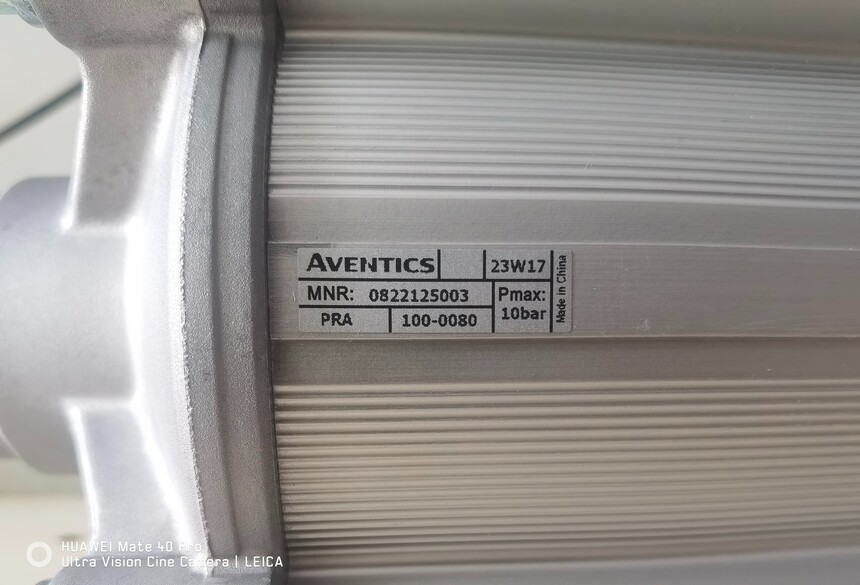 AVENTICS 23W17
MNR: 0822125003 Pmax:
PRA 100-0080 10bar
Made in China
HUAWEI Mate 40 Pro
Ultra Vision Cine Camera | LEICA